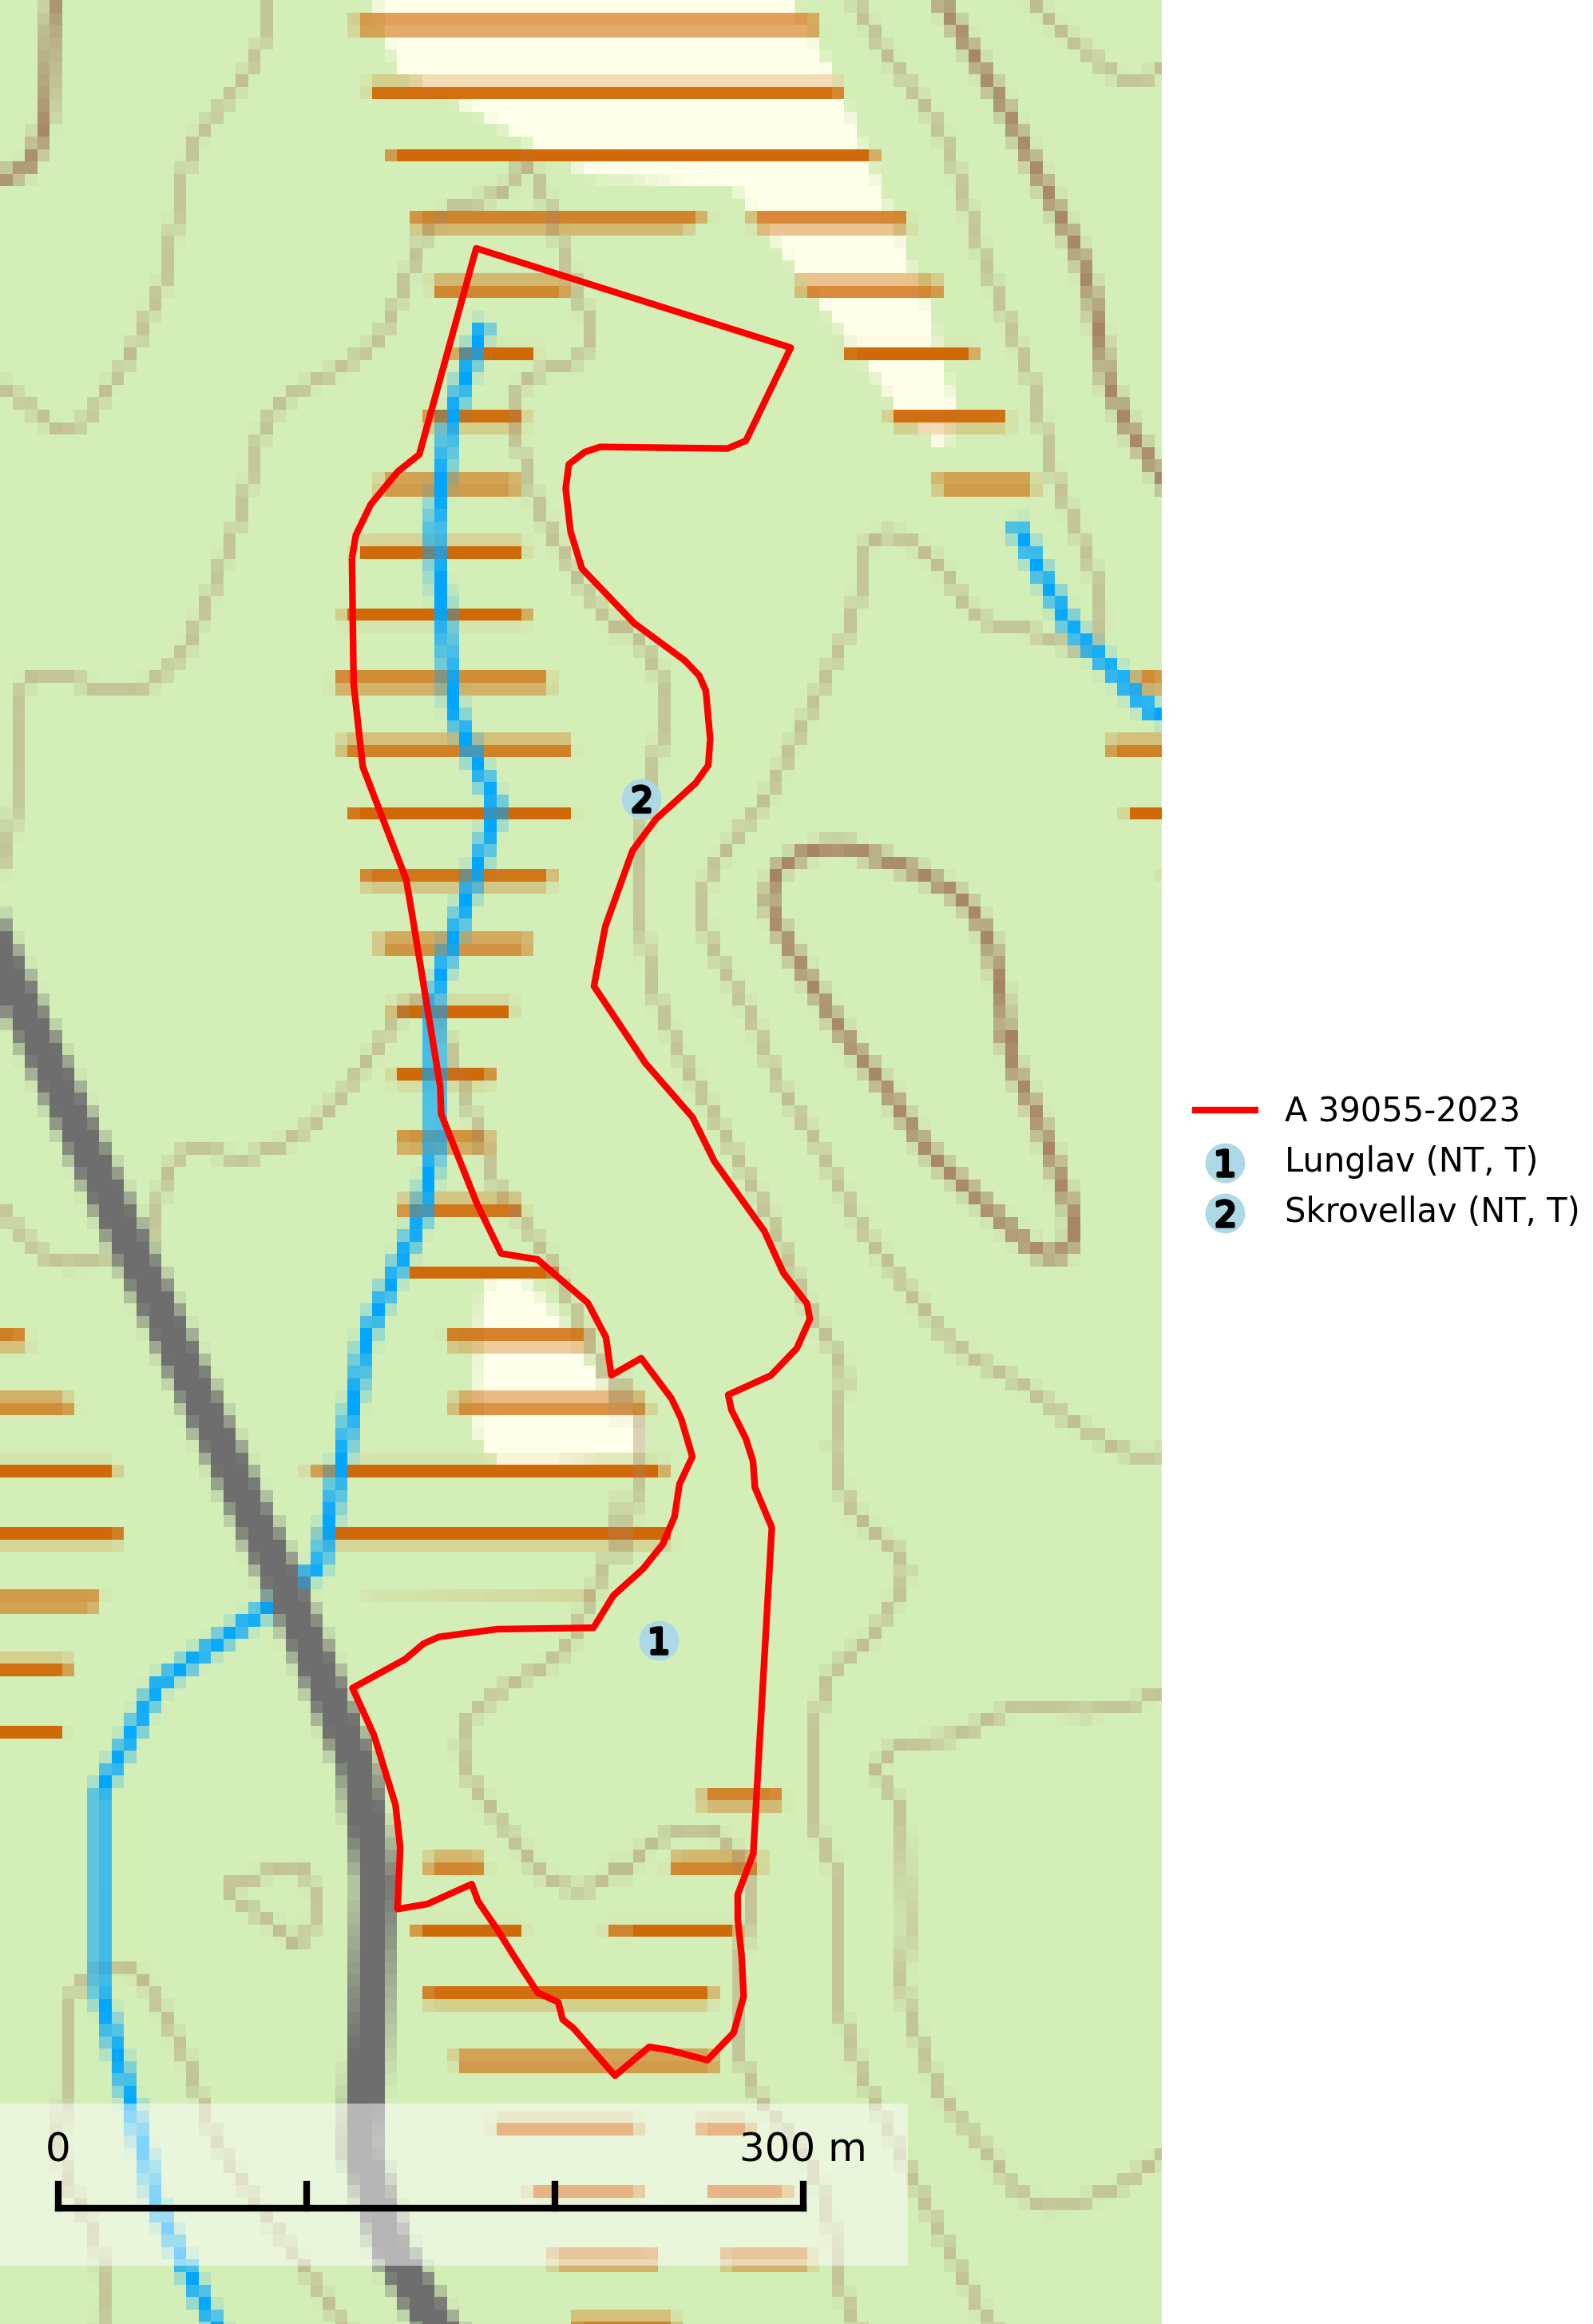 2
A 39055-2023
1 Lunglav (NT, T)
2 Skrovellav (NT, T)
1
0 300 m